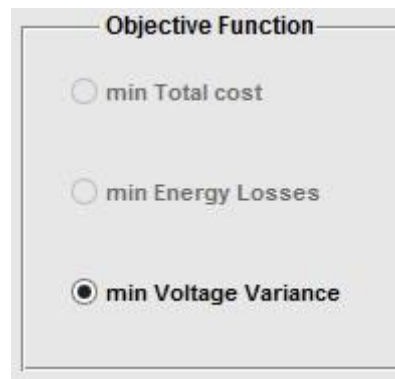 Objective Function
min Total cost
min Energy Losses
min Voltage Variance